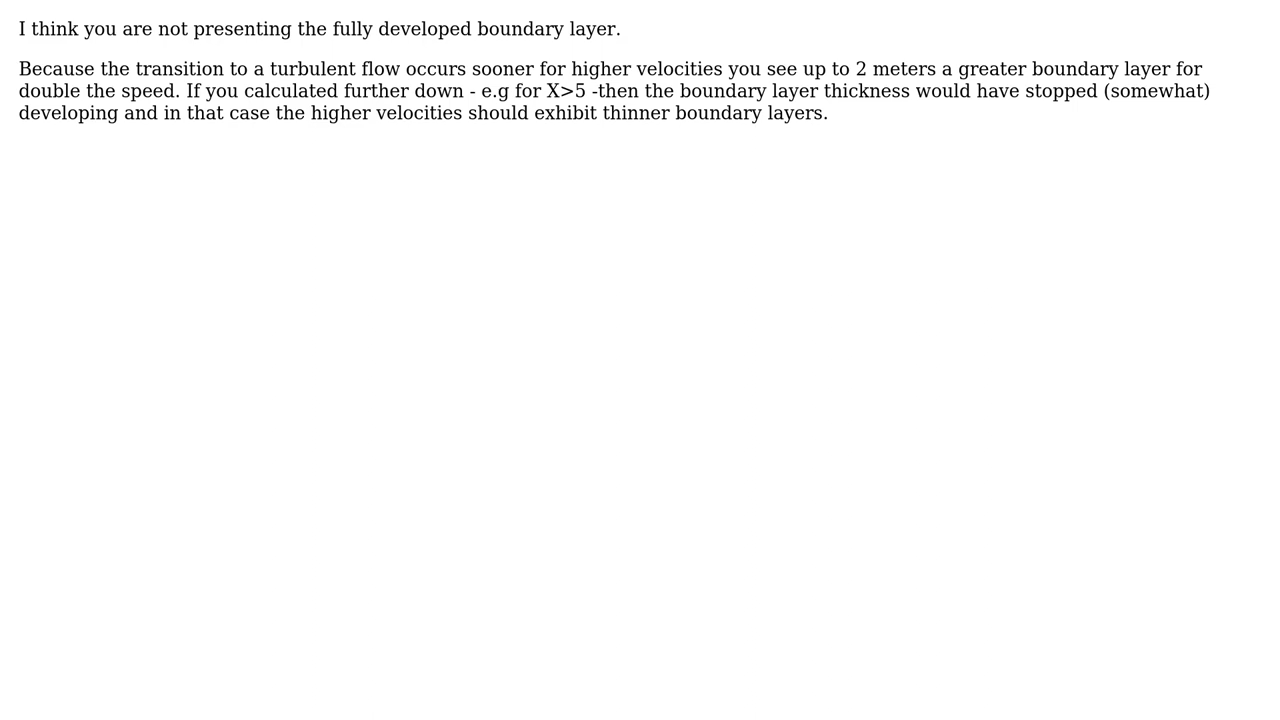 I think you are not presenting the fully developed boundary layer.
Because the transition to a turbulent flow occurs sooner for higher velocities you see up to 2 meters a greater boundary layer for
double the speed. If you calculated further down - e.g for X>5 -then the boundary layer thickness would have stopped (somewhat)
developing and in that case the higher velocities should exhibit thinner boundary layers.